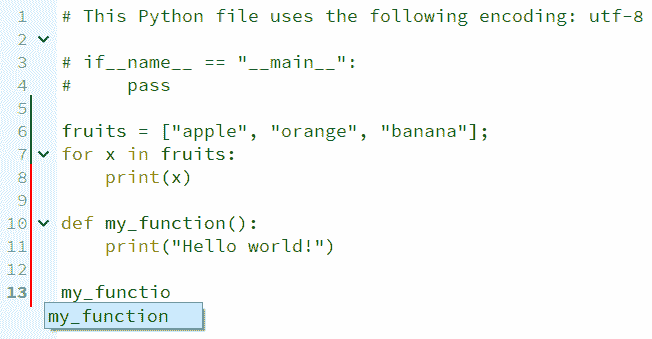 1 # This Python file uses the following encoding: utf-8
2
3 # if__name__ == "__main__":
4 #     pass
5
6 fruits = ["apple", "orange", "banana"];
7 for x in fruits:
8     print(x)
9
10 def my_function():
11     print("Hello world!")
12
13 my_functio
my_function